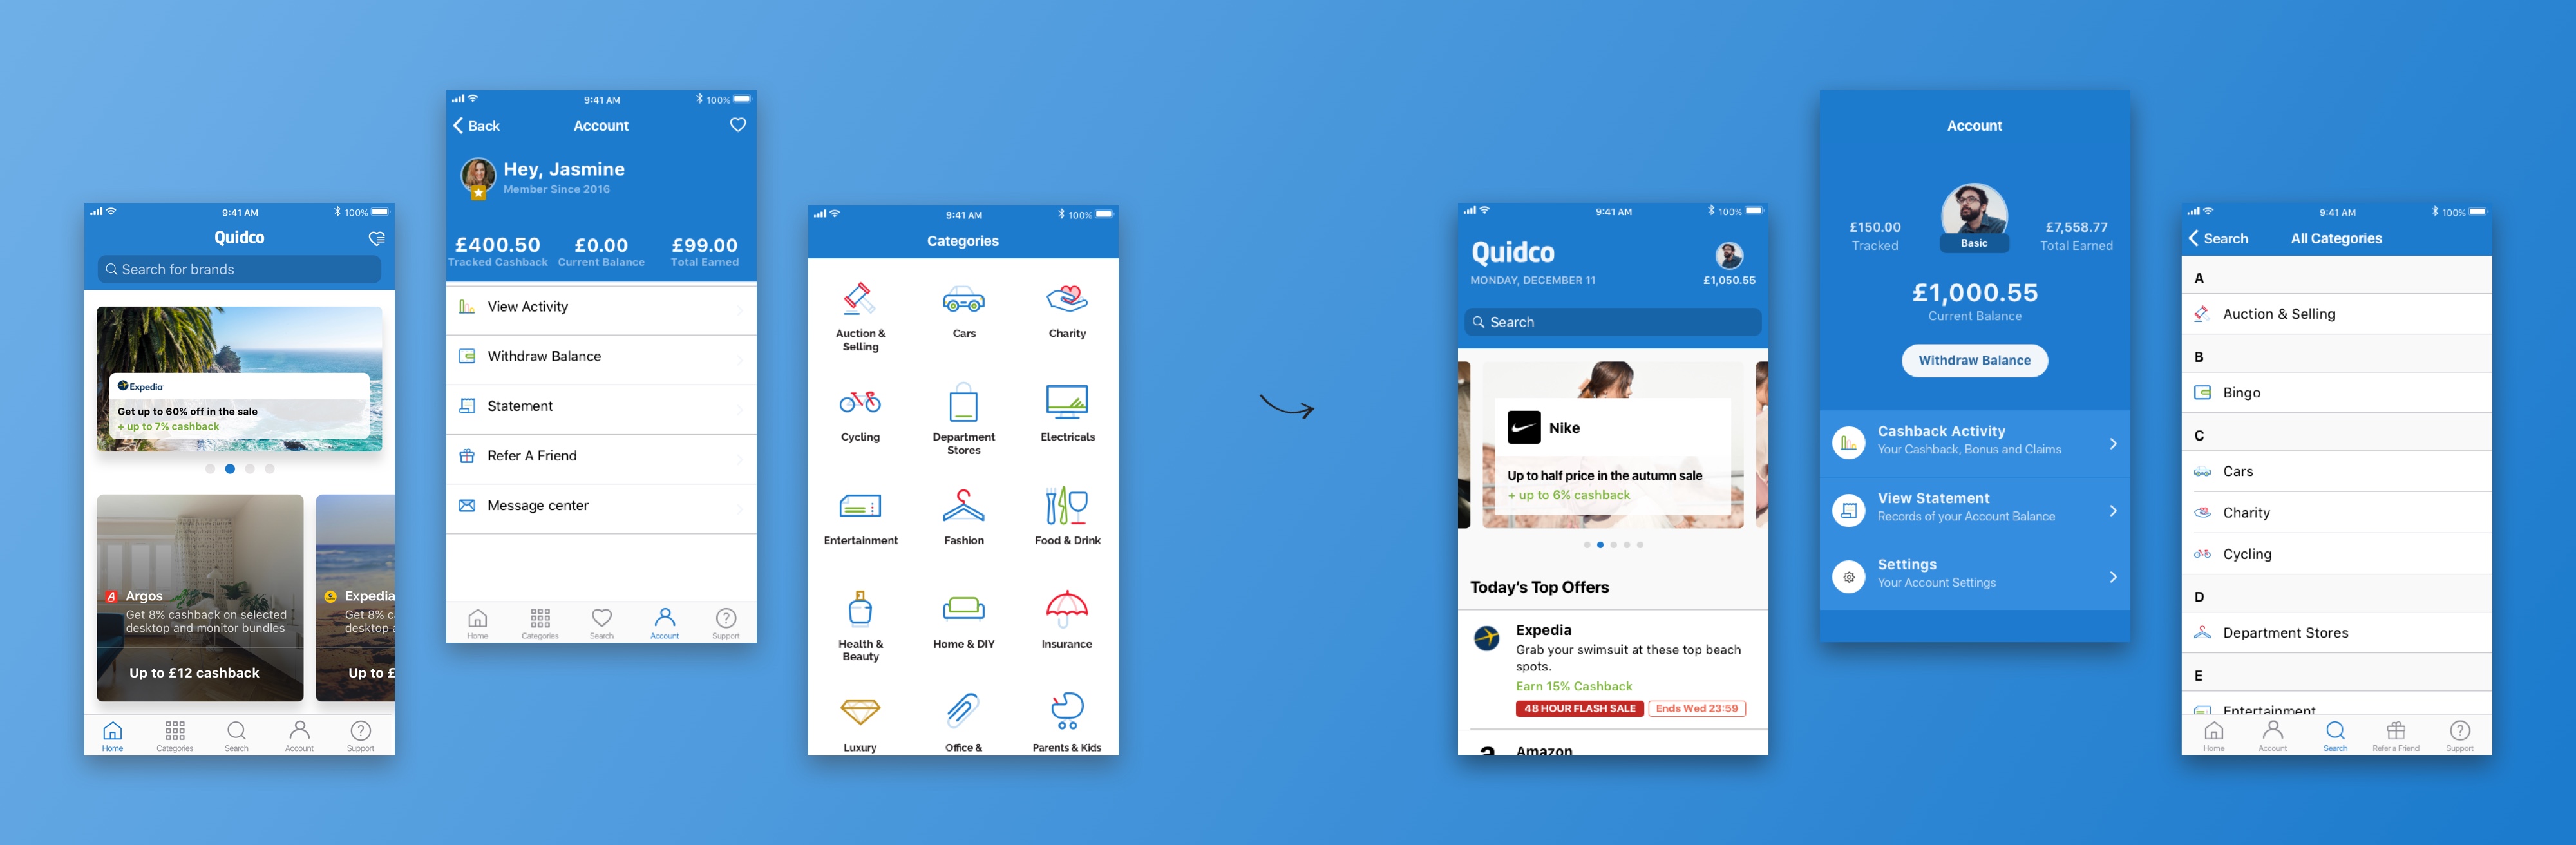 9:41 AM
100%
Quidco
Search for brands
Expedia
Get up to 60% off in the sale
+ up to 7% cashback
Argos
Get 8% cashback on selected
desktop and monitor bundles
Up to £12 cashback
Expedia
Get 8% c
desktop
Up to £
Home
Categories
Search
Account
Support
9:41 AM
100%
Back
Account
Hey, Jasmine
Member Since 2016
£400.50
Tracked Cashback
£0.00
Current Balance
£99.00
Total Earned
View Activity
Withdraw Balance
Statement
Refer A Friend
Message center
Home
Categories
Search
Account
Support
9:41 AM
100%
Categories
Auction &
Selling
Cars
Charity
Cycling
Department
Stores
Electricals
Entertainment
Fashion
Food & Drink
Health &
Beauty
Home & DIY
Insurance
Luxury
Office &
Parents & Kids
9:41 AM
100%
Quidco
MONDAY, DECEMBER 11
£1,050.55
Search
Nike
Up to half price in the autumn sale
+ up to 6% cashback
Today's Top Offers
Expedia
Grab your swimsuit at these top beach
spots.
Earn 15% Cashback
48 HOUR FLASH SALE
Ends Wed 23:59
Amazon
Account
£150.00
Tracked
Basic
£7,558.77
Total Earned
£1,000.55
Current Balance
Withdraw Balance
Cashback Activity
Your Cashback, Bonus and Claims
View Statement
Records of your Account Balance
Settings
Your Account Settings
9:41 AM
100%
Search
All Categories
A
Auction & Selling
B
Bingo
C
Cars
Charity
Cycling
D
Department Stores
E
Entertainment
Home
Account
Search
Refer a Friend
Support